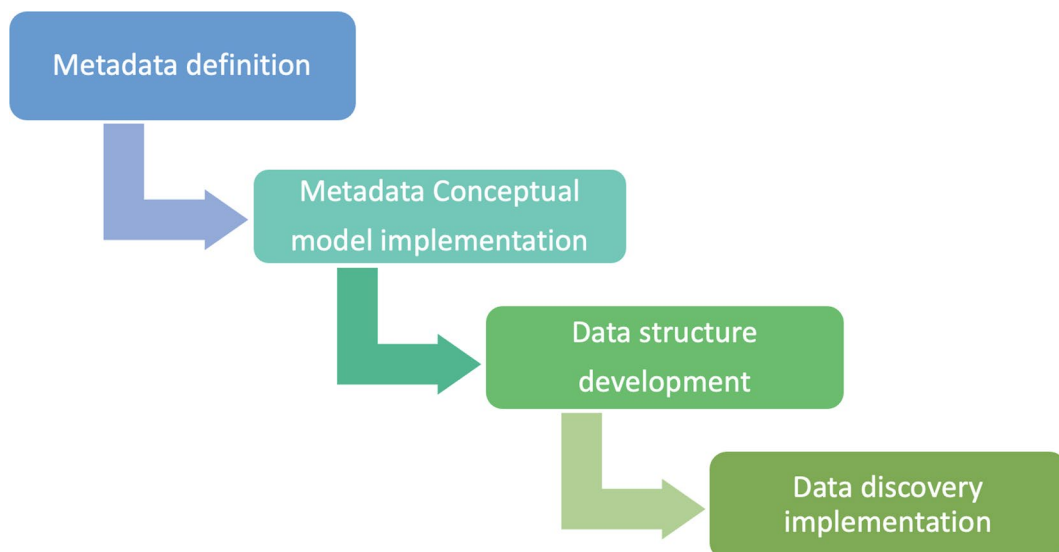 Metadata definition
Metadata Conceptual
model implementation
Data structure
development
Data discovery
implementation